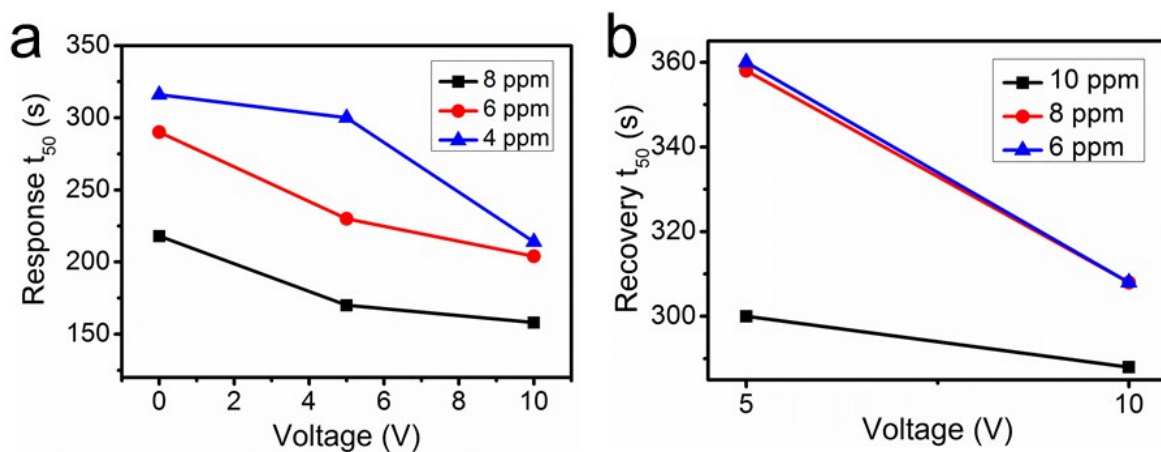 a
350
300
250
200
150
0 2 4 6 8 10
Voltage (V)
Response t50 (s)
8 ppm
6 ppm
4 ppm
b
360
340
320
300
5 10
Voltage (V)
Recovery t50 (s)
10 ppm
8 ppm
6 ppm